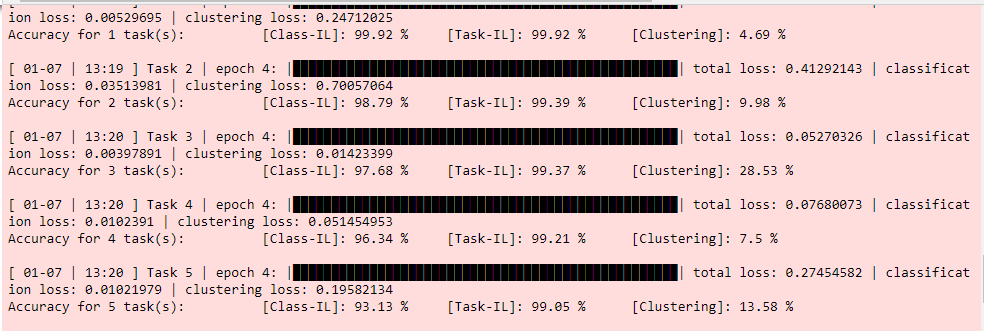 ion loss: 0.00529695 | clustering loss: 0.24712025
Accuracy for 1 task(s): [Class-IL]: 99.92 % [Task-IL]: 99.92 % [Clustering]: 4.69 %
[ 01-07 | 13:19 ] Task 2 | epoch 4: | | total loss: 0.41292143 | classificat
ion loss: 0.03513981 | clustering loss: 0.70057064
Accuracy for 2 task(s): [Class-IL]: 98.79 % [Task-IL]: 99.39 % [Clustering]: 9.98 %
[ 01-07 | 13:20 ] Task 3 | epoch 4: | | total loss: 0.05270326 | classificat
ion loss: 0.00397891 | clustering loss: 0.01423399
Accuracy for 3 task(s): [Class-IL]: 97.68 % [Task-IL]: 99.37 % [Clustering]: 28.53 %
[ 01-07 | 13:20 ] Task 4 | epoch 4: | | total loss: 0.07680073 | classificat
ion loss: 0.0102391 | clustering loss: 0.051454953
Accuracy for 4 task(s): [Class-IL]: 96.34 % [Task-IL]: 99.21 % [Clustering]: 7.5 %
[ 01-07 | 13:20 ] Task 5 | epoch 4: | | total loss: 0.27454582 | classificat
ion loss: 0.01021979 | clustering loss: 0.19582134
Accuracy for 5 task(s): [Class-IL]: 93.13 % [Task-IL]: 99.05 % [Clustering]: 13.58 %